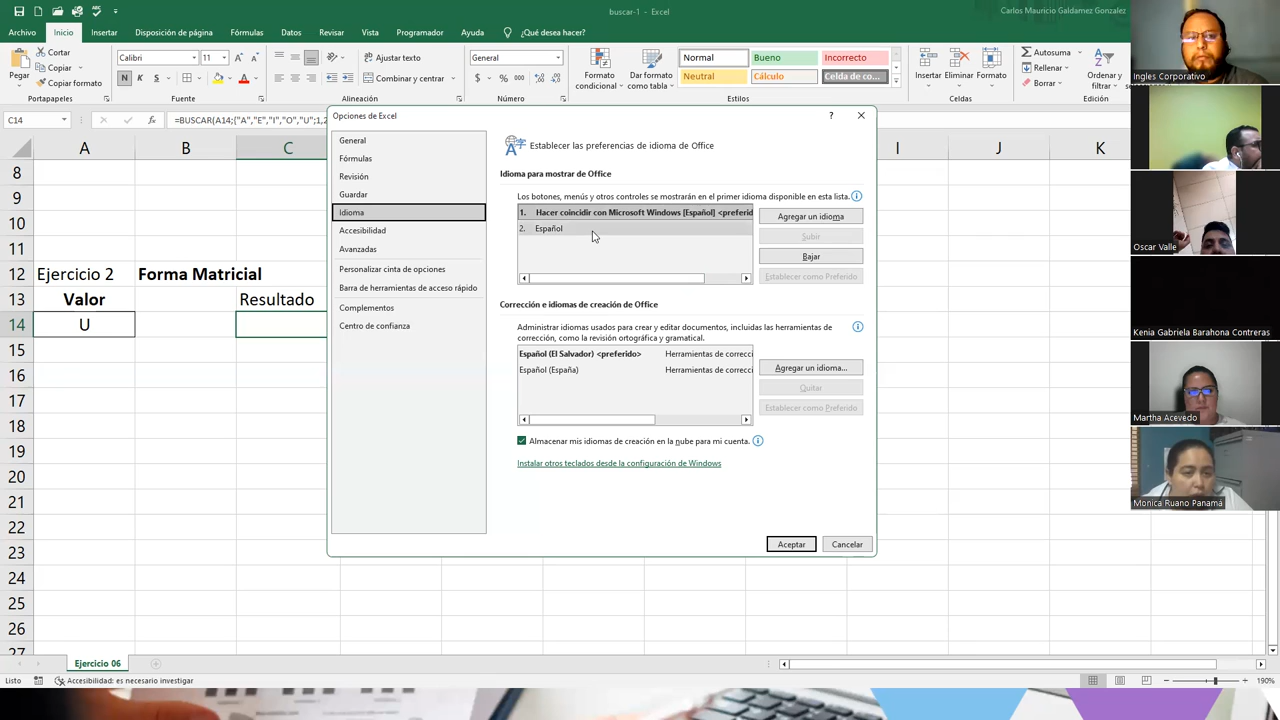 buscar-1 - Excel
Carlos Mauricio Galdamez Gonzalez
Archivo Inicio Insertar Disposición de página Fórmulas Datos Revisar Vista Programador Ayuda ¿Qué desea hacer?
Pegar
Cortar
Copiar
Copiar formato
Portapapeles
Calibri 11
N K S
Fuente
Ajustar texto
Combinar y centrar
Alineación
General
Número
Formato condicional
Dar formato como tabla
Normal Bueno Incorrecto
Neutral Cálculo Celda de co...
Estilos
Insertar Eliminar Formato
Celdas
Autosuma
Rellenar
Borrar
Ordenar y filtrar
Edición
C14
=BUSCAR(A14;{"A","E","I","O","U";1,2
A B C I J K
8
9
10
11
12 Ejercicio 2 Forma Matricial
13 Valor Resultado
14 U
15
16
17
18
19
20
21
22
23
24
25
26
27
Opciones de Excel
General
Fórmulas
Revisión
Guardar
Idioma
Accesibilidad
Avanzadas
Personalizar cinta de opciones
Barra de herramientas de acceso rápido
Complementos
Centro de confianza
Establecer las preferencias de idioma de Office
Idioma para mostrar de Office
Los botones, menús y otros controles se mostrarán en el primer idioma disponible en esta lista.
1. Hacer coincidir con Microsoft Windows [Español] <preferid
2. Español
Agregar un idioma
Subir
Bajar
Establecer como Preferido
Corrección e idiomas de creación de Office
Administrar idiomas usados para crear y editar documentos, incluidas las herramientas de
corrección, como la revisión ortográfica y gramatical.
Español (El Salvador) <preferido> Herramientas de correcci
Español (España) Herramientas de correcci
Agregar un idioma...
Quitar
Establecer como Preferido
Almacenar mis idiomas de creación en la nube para mi cuenta.
Instalar otros teclados desde la configuración de Windows
Aceptar Cancelar
Ingles Corporativo
Oscar Valle
Kenia Gabriela Barahona Contreras
Martha Acevedo
Monica Ruano Panamá
Ejercicio 06
Listo
Accesibilidad: es necesario investigar
190%